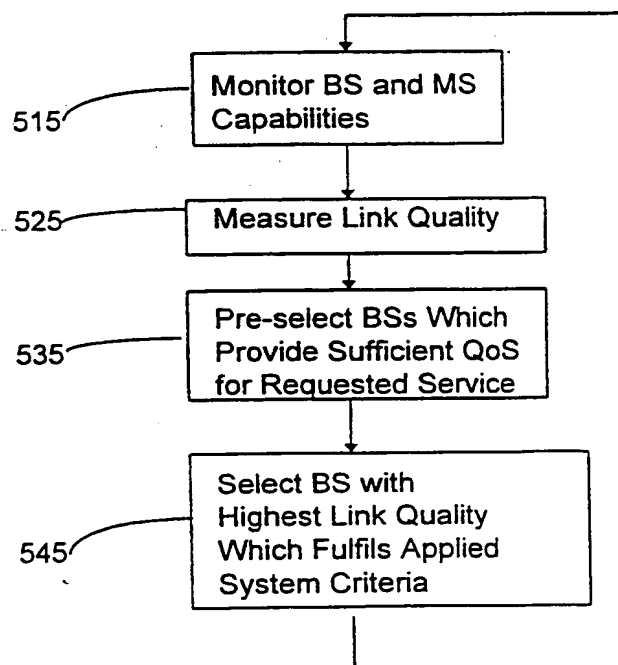 515
Monitor BS and MS
Capabilities
525
Measure Link Quality
535
Pre-select BSs Which
Provide Sufficient QoS
for Requested Service
545
Select BS with
Highest Link Quality
Which Fulfils Applied
System Criteria